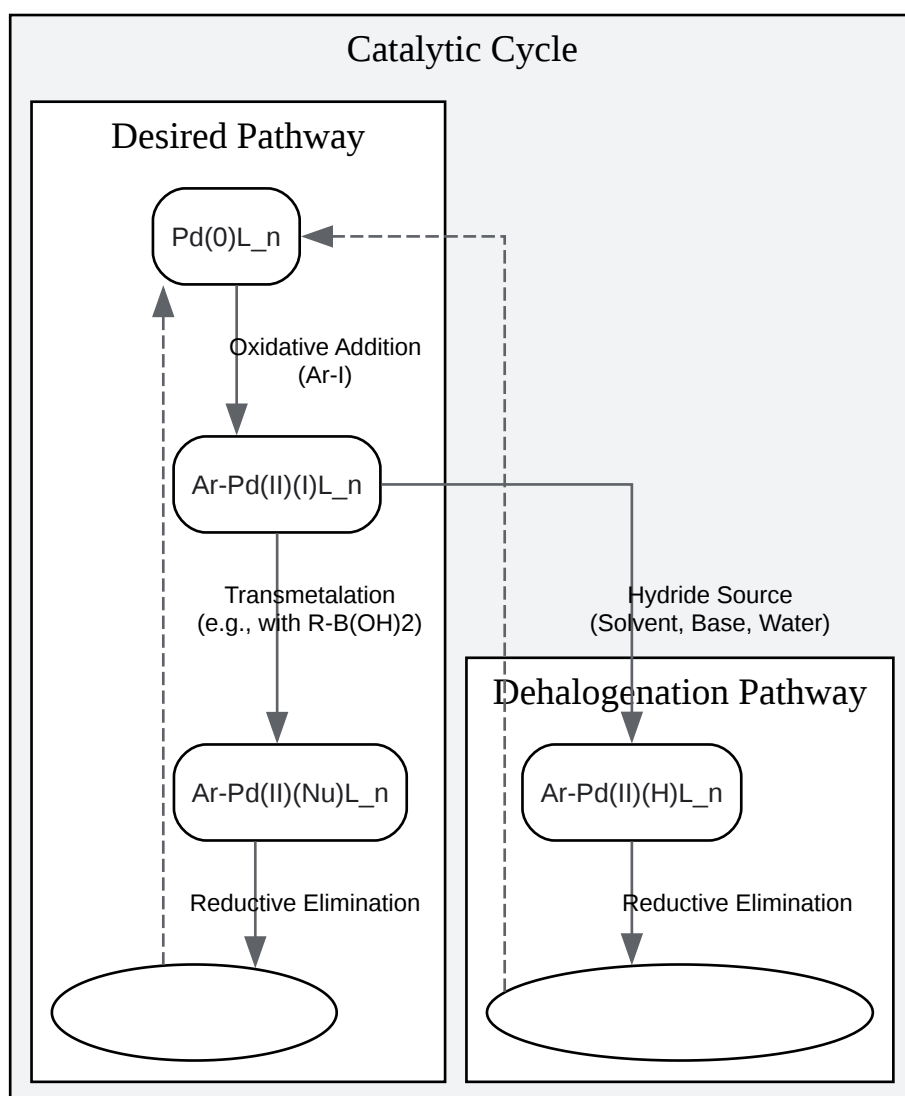 Catalytic Cycle
Desired Pathway
Pd(0)L_n
Oxidative Addition
(Ar-I)
Ar-Pd(II)(I)L_n
Transmetalation
(e.g., with R-B(OH)2)
Hydride Source
(Solvent, Base, Water)
Dehalogenation Pathway
Ar-Pd(II)(Nu)L_n
Ar-Pd(II)(H)L_n
Reductive Elimination
Reductive Elimination